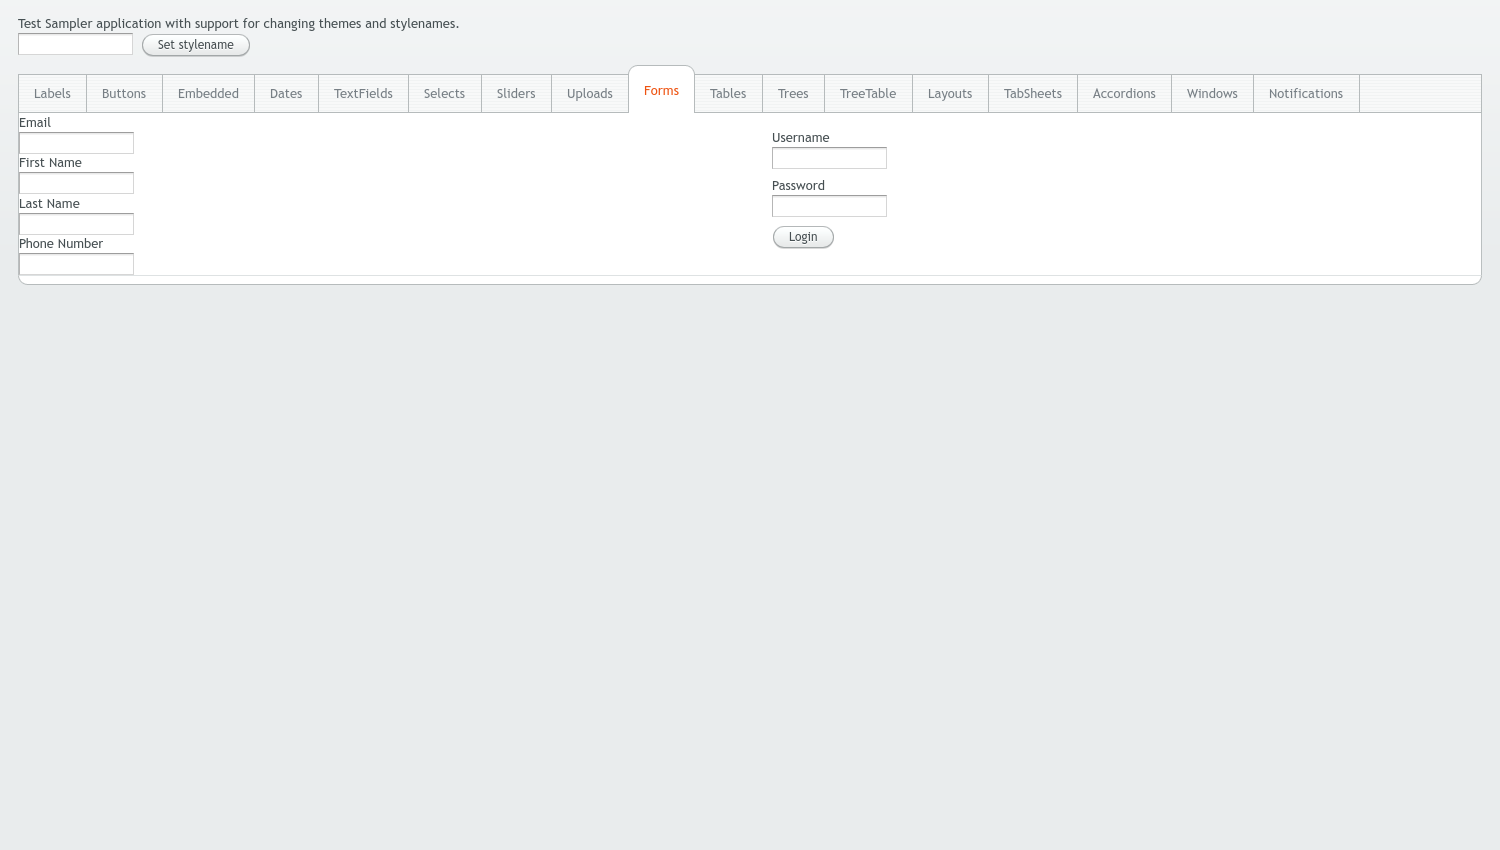 Test Sampler application with support for changing themes and stylenames.
Set stylename
Labels Buttons Embedded Dates TextFields Selects Sliders Uploads Forms Tables Trees TreeTable Layouts TabSheets Accordions Windows Notifications
Email
First Name
Last Name
Phone Number
Username
Password
Login